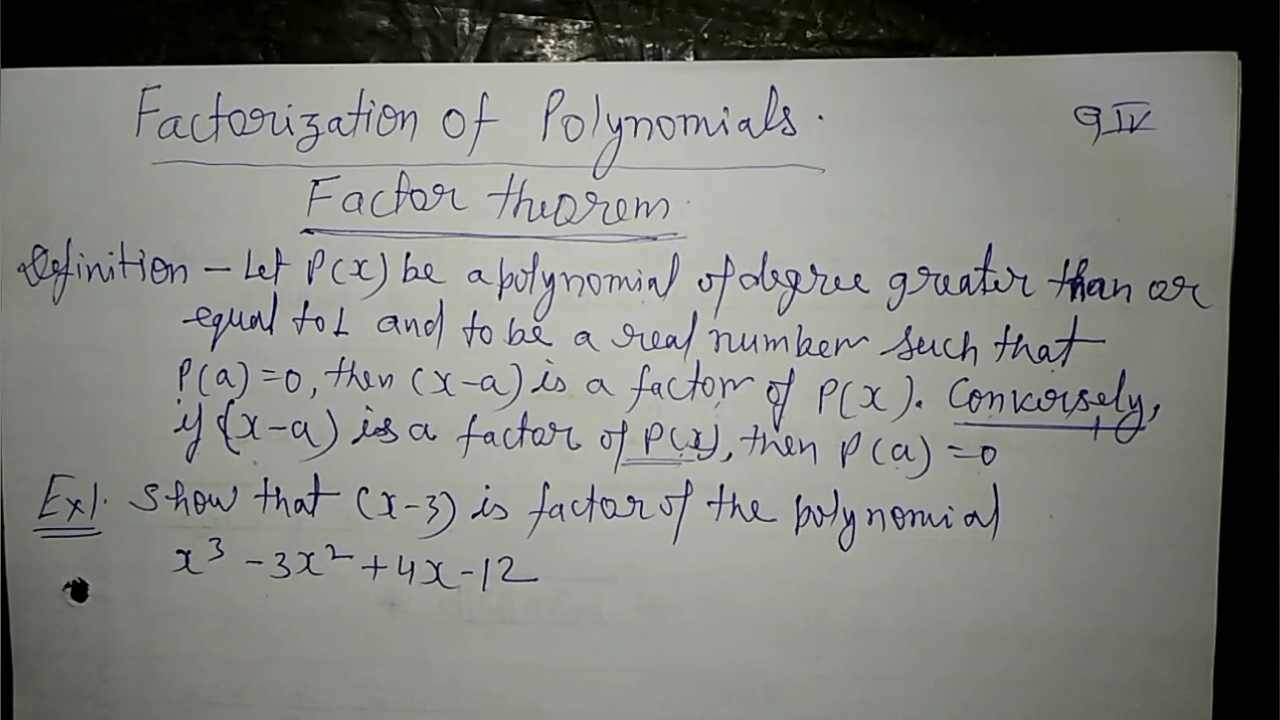 Factorization of Polynomials.
9 IV
Factor theorem.
Definition - Let P(x) be a polynomial of degree greater than or
equal to 1 and to be a real number such that
P(a)=0, then (x-a) is a factor of P(x). Conversely,
if (x-a) is a factor of P(x), then P(a)=0
Ex1. Show that (x-3) is factor of the polynomial
x³ -3x² +4x-12